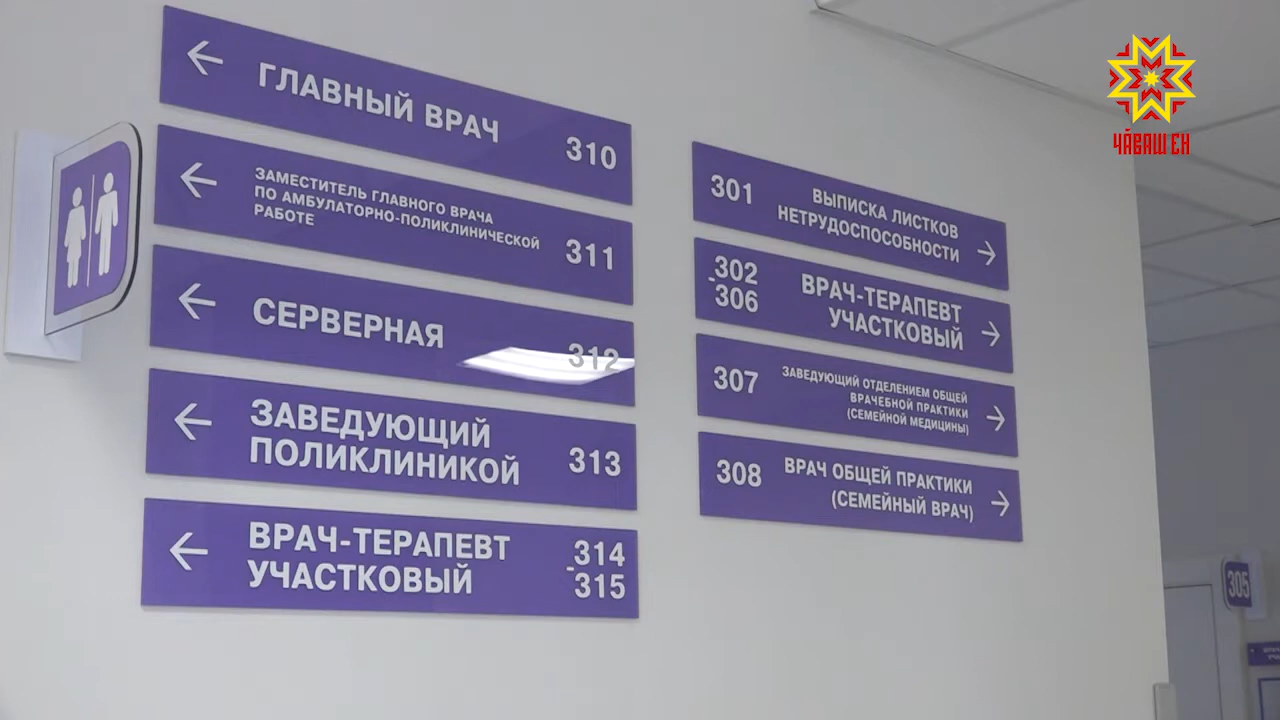 ГЛАВНЫЙ ВРАЧ 310
ЗАМЕСТИТЕЛЬ ГЛАВНОГО ВРАЧА
ПО АМБУЛАТОРНО-ПОЛИКЛИНИЧЕСКОЙ
РАБОТЕ
311
СЕРВЕРНАЯ 312
ЗАВЕДУЮЩИЙ
ПОЛИКЛИНИКОЙ
313
ВРАЧ-ТЕРАПЕВТ
УЧАСТКОВЫЙ
314
-315
301
ВЫПИСКА ЛИСТКОВ
НЕТРУДОСПОСОБНОСТИ
302
-306
ВРАЧ-ТЕРАПЕВТ
УЧАСТКОВЫЙ
307
ЗАВЕДУЮЩИЙ ОТДЕЛЕНИЕМ ОБЩЕЙ
ВРАЧЕБНОЙ ПРАКТИКИ
(СЕМЕЙНОЙ МЕДИЦИНЫ)
308
ВРАЧ ОБЩЕЙ ПРАКТИКИ
(СЕМЕЙНЫЙ ВРАЧ)
ЧӐВАШ ЕН
305